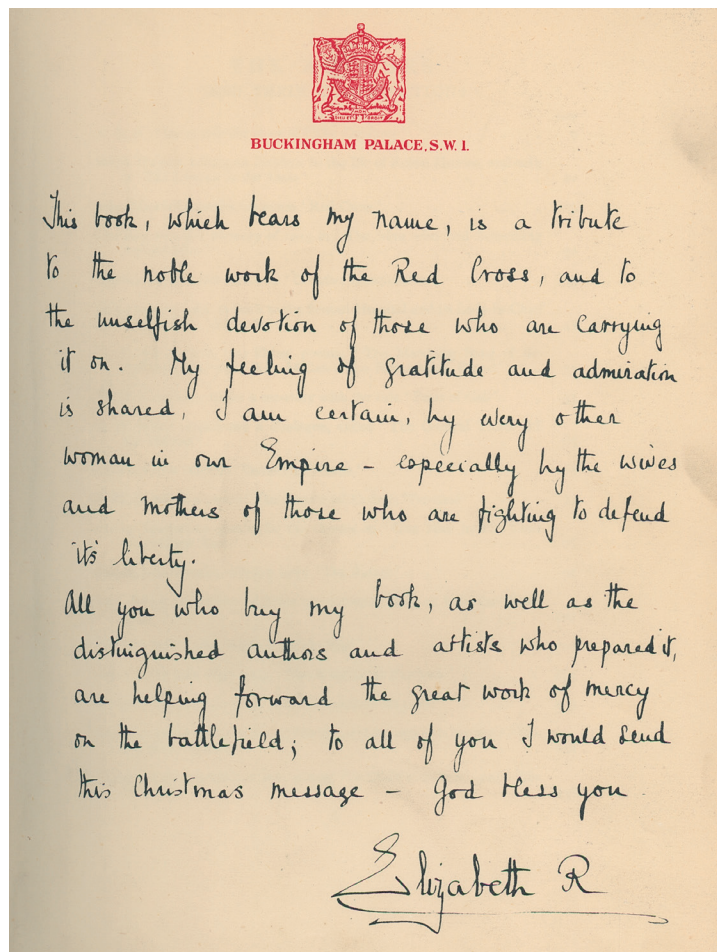 BUCKINGHAM PALACE, S.W. 1.
This book, which bears my name, is a tribute
to the noble work of the Red Cross, and to
the unselfish devotion of those who are carrying
it on. My feeling of gratitude and admiration
is shared, I am certain, by every other
woman in our Empire – especially by the wives
and mothers of those who are fighting to defend
it's liberty.
All you who buy my book, as well as the
distinguished authors and artists who prepared it,
are helping forward the great work of mercy
on the battlefield; to all of you I would send
this Christmas message – God bless you
Elizabeth R